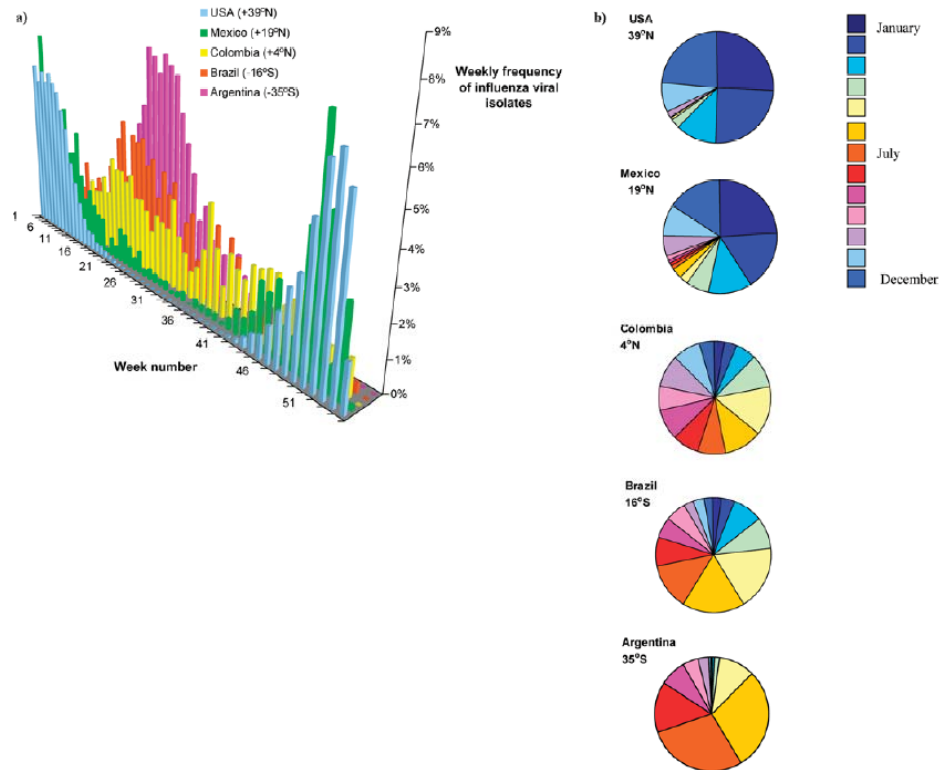 a)
USA (+39°N)
Mexico (+19°N)
Colombia (+4°N)
Brazil (-16°S)
Argentina (-35°S)
Weekly frequency
of influenza viral
isolates
9%
8%
7%
6%
5%
4%
3%
2%
1%
0%
1
6
11
16
21
26
31
36
41
46
51
Week number
b)
USA
39°N
Mexico
19°N
Colombia
4°N
Brazil
16°S
Argentina
35°S
January
July
December